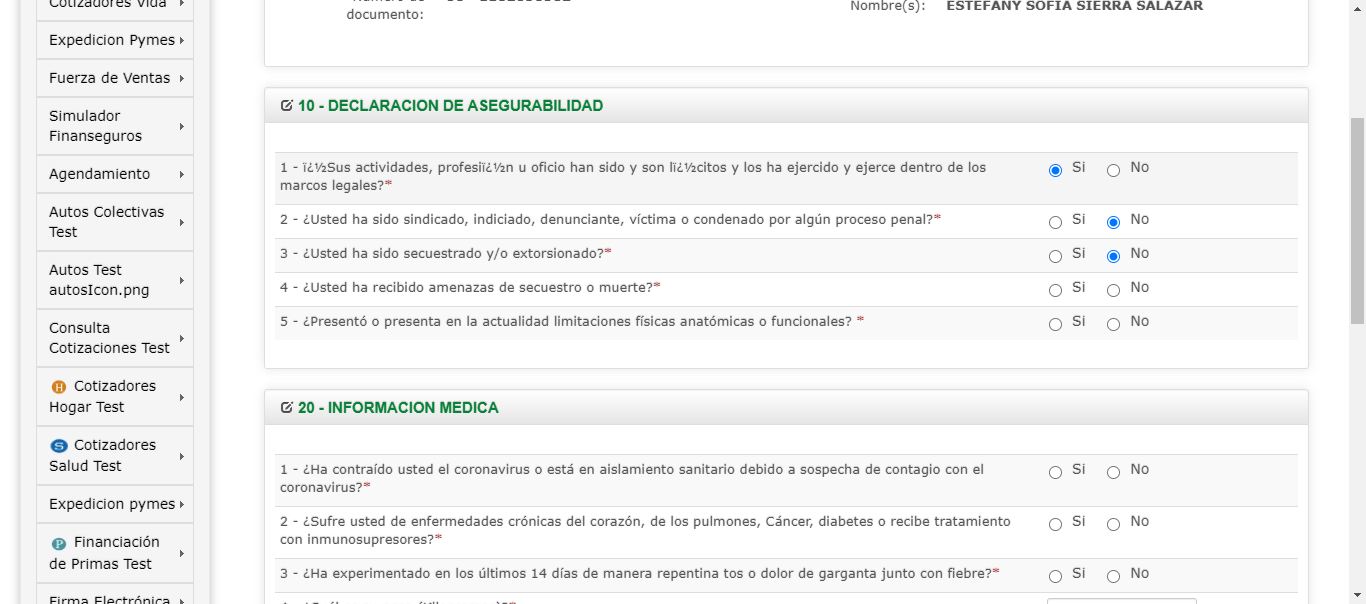 Cotizadores Vida
Expedicion Pymes
Fuerza de Ventas
Simulador
Finanseguros
Agendamiento
Autos Colectivas
Test
Autos Test
autosIcon.png
Consulta
Cotizaciones Test
H Cotizadores
Hogar Test
S Cotizadores
Salud Test
Expedicion pymes
P Financiación
de Primas Test
Firma Electrónica
documento:
Nombre(s): ESTEFANY SOFIA SIERRA SALAZAR
10 - DECLARACION DE ASEGURABILIDAD
1 - ï¿½Sus actividades, profesiï¿½n u oficio han sido y son lï¿½citos y los ha ejercido y ejerce dentro de los
marcos legales?*
Si No
2 - ¿Usted ha sido sindicado, indiciado, denunciante, víctima o condenado por algún proceso penal?* Si No
3 - ¿Usted ha sido secuestrado y/o extorsionado?* Si No
4 - ¿Usted ha recibido amenazas de secuestro o muerte?* Si No
5 - ¿Presentó o presenta en la actualidad limitaciones físicas anatómicas o funcionales? * Si No
20 - INFORMACION MEDICA
1 - ¿Ha contraído usted el coronavirus o está en aislamiento sanitario debido a sospecha de contagio con el
coronavirus?*
Si No
2 - ¿Sufre usted de enfermedades crónicas del corazón, de los pulmones, Cáncer, diabetes o recibe tratamiento
con inmunosupresores?*
Si No
3 - ¿Ha experimentado en los últimos 14 días de manera repentina tos o dolor de garganta junto con fiebre?* Si No